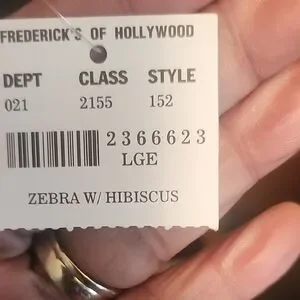 FREDERICK'S OF HOLLYWOOD
DEPT CLASS STYLE
021 2155 152
2366623
LGE
ZEBRA W/ HIBISCUS